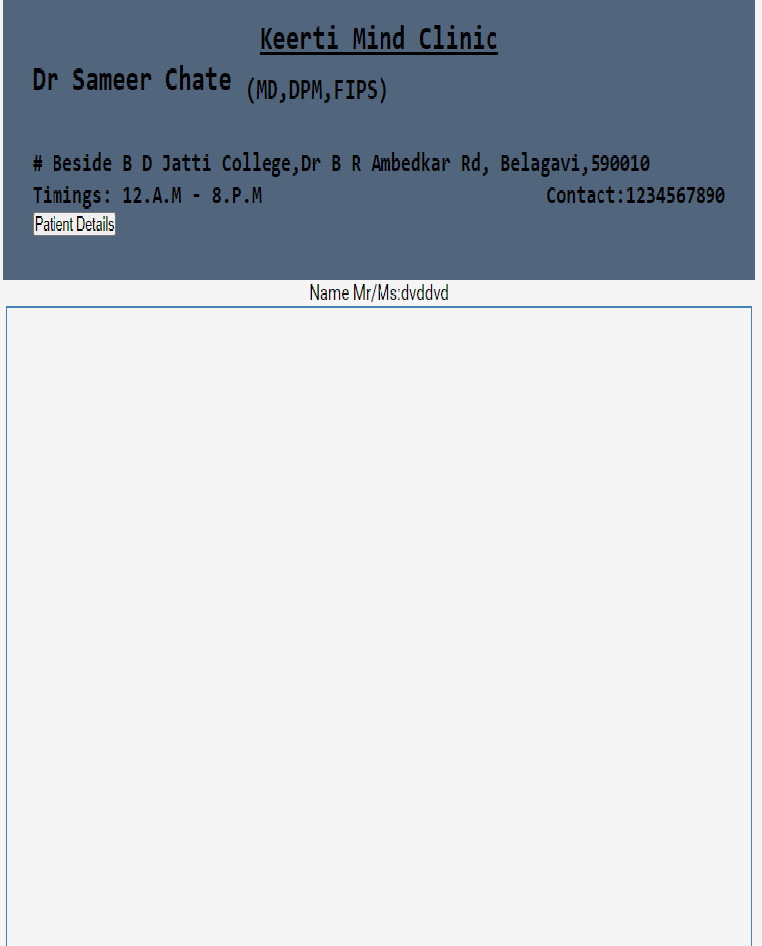 Keerti Mind Clinic
Dr Sameer Chate (MD,DPM,FIPS)
# Beside B D Jatti College,Dr B R Ambedkar Rd, Belagavi,590010
Timings: 12.A.M - 8.P.M Contact:1234567890
Patient Details
Name Mr/Ms:dvddvd